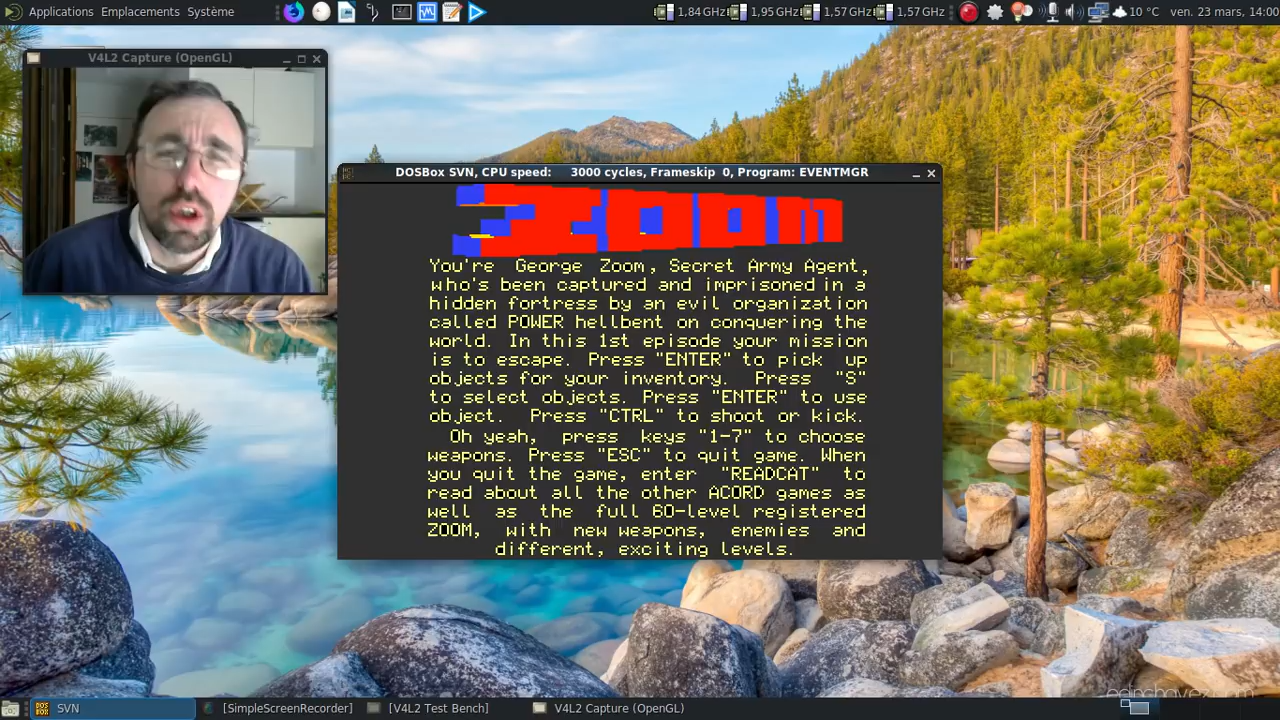 Applications Emplacements Système
1,84 GHz 1,95 GHz 1,57 GHz 1,57 GHz 10 °C ven. 23 mars, 14:00
V4L2 Capture (OpenGL)
DOSBox SVN, CPU speed: 3000 cycles, Frameskip 0, Program: EVENTMGR
ZOOM
You're George Zoom, Secret Army Agent,
who's been captured and imprisoned in a
hidden fortress by an evil organization
called POWER hellbent on conquering the
world. In this 1st episode your mission
is to escape. Press "ENTER" to pick up
objects for your inventory. Press "S"
to select objects. Press "ENTER" to use
object. Press "CTRL" to shoot or kick.
Oh yeah, press keys "1-7" to choose
weapons. Press "ESC" to quit game. When
you quit the game, enter "READCAT" to
read about all the other ACORD games as
well as the full 60-level registered
ZOOM, with new weapons, enemies and
different, exciting levels.
SVN [SimpleScreenRecorder] [V4L2 Test Bench] V4L2 Capture (OpenGL)